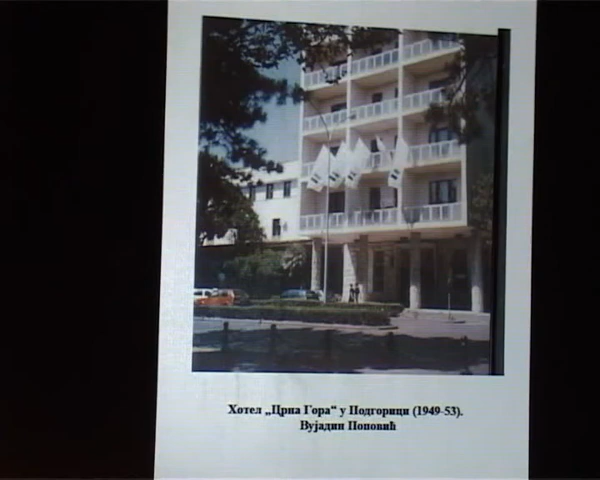 Хотел „Црна Гора“ у Подгорици (1949-53).
Вујадин Поповић